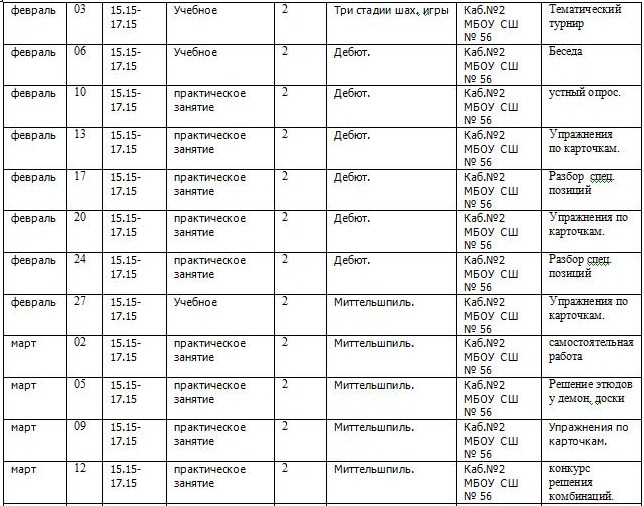 февраль 03 15.15- Учебное 2 Три стадии шах. игры Каб.№2 Тематический
17.15 МБОУ СШ турнир
№ 56
февраль 06 15.15- Учебное 2 Дебют. Каб.№2 Беседа
17.15 МБОУ СШ
№ 56
февраль 10 15.15- практическое 2 Дебют. Каб.№2 устный опрос.
17.15 занятие МБОУ СШ
№ 56
февраль 13 15.15- практическое 2 Дебют. Каб.№2 Упражнения
17.15 занятие МБОУ СШ по карточкам.
№ 56
февраль 17 15.15- практическое 2 Дебют. Каб.№2 Разбор спец.
17.15 занятие МБОУ СШ позиций
№ 56
февраль 20 15.15- практическое 2 Дебют. Каб.№2 Упражнения по
17.15 занятие МБОУ СШ карточкам.
№ 56
февраль 24 15.15- практическое 2 Дебют. Каб.№2 Разбор спец.
17.15 занятие МБОУ СШ позиций
№ 56
февраль 27 15.15- Учебное 2 Миттельшпиль. Каб.№2 Упражнения по
17.15 МБОУ СШ карточкам.
№ 56
март 02 15.15- практическое 2 Миттельшпиль. Каб.№2 самостоятельная
17.15 занятие МБОУ СШ работа
№ 56
март 05 15.15- практическое 2 Миттельшпиль. Каб.№2 Решение этюдов
17.15 занятие МБОУ СШ у демон. доски
№ 56
март 09 15.15- практическое 2 Миттельшпиль. Каб.№2 Упражнения по
17.15 занятие МБОУ СШ карточкам.
№ 56
март 12 15.15- практическое 2 Миттельшпиль. Каб.№2 конкурс
17.15 занятие МБОУ СШ решения
№ 56 комбинаций.